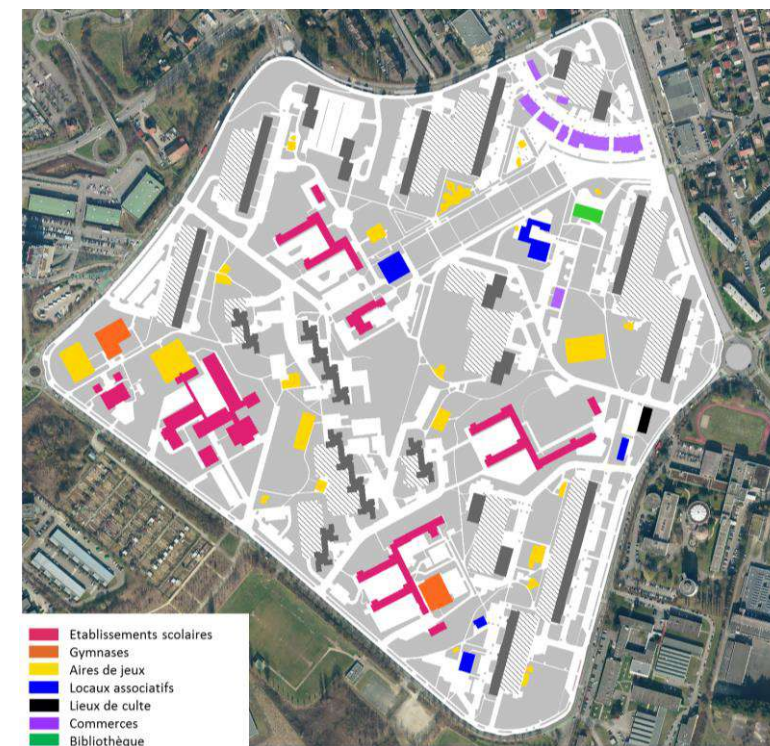 Etablissements scolaires
Gymnases
Aires de jeux
Locaux associatifs
Lieux de culte
Commerces
Bibliothèque